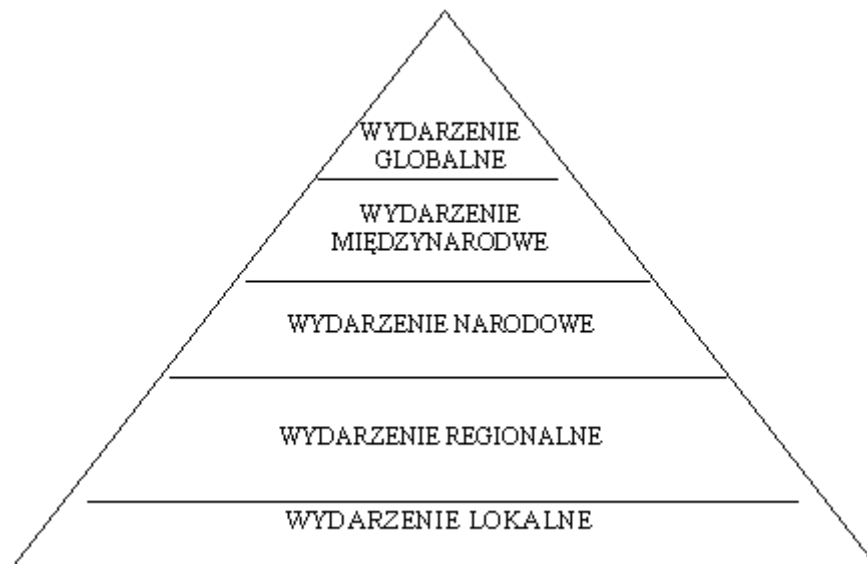 WYDARZENIE
GLOBALNE
WYDARZENIE
MIĘDZYNARODWE
WYDARZENIE NARODOWE
WYDARZENIE REGIONALNE
WYDARZENIE LOKALNE